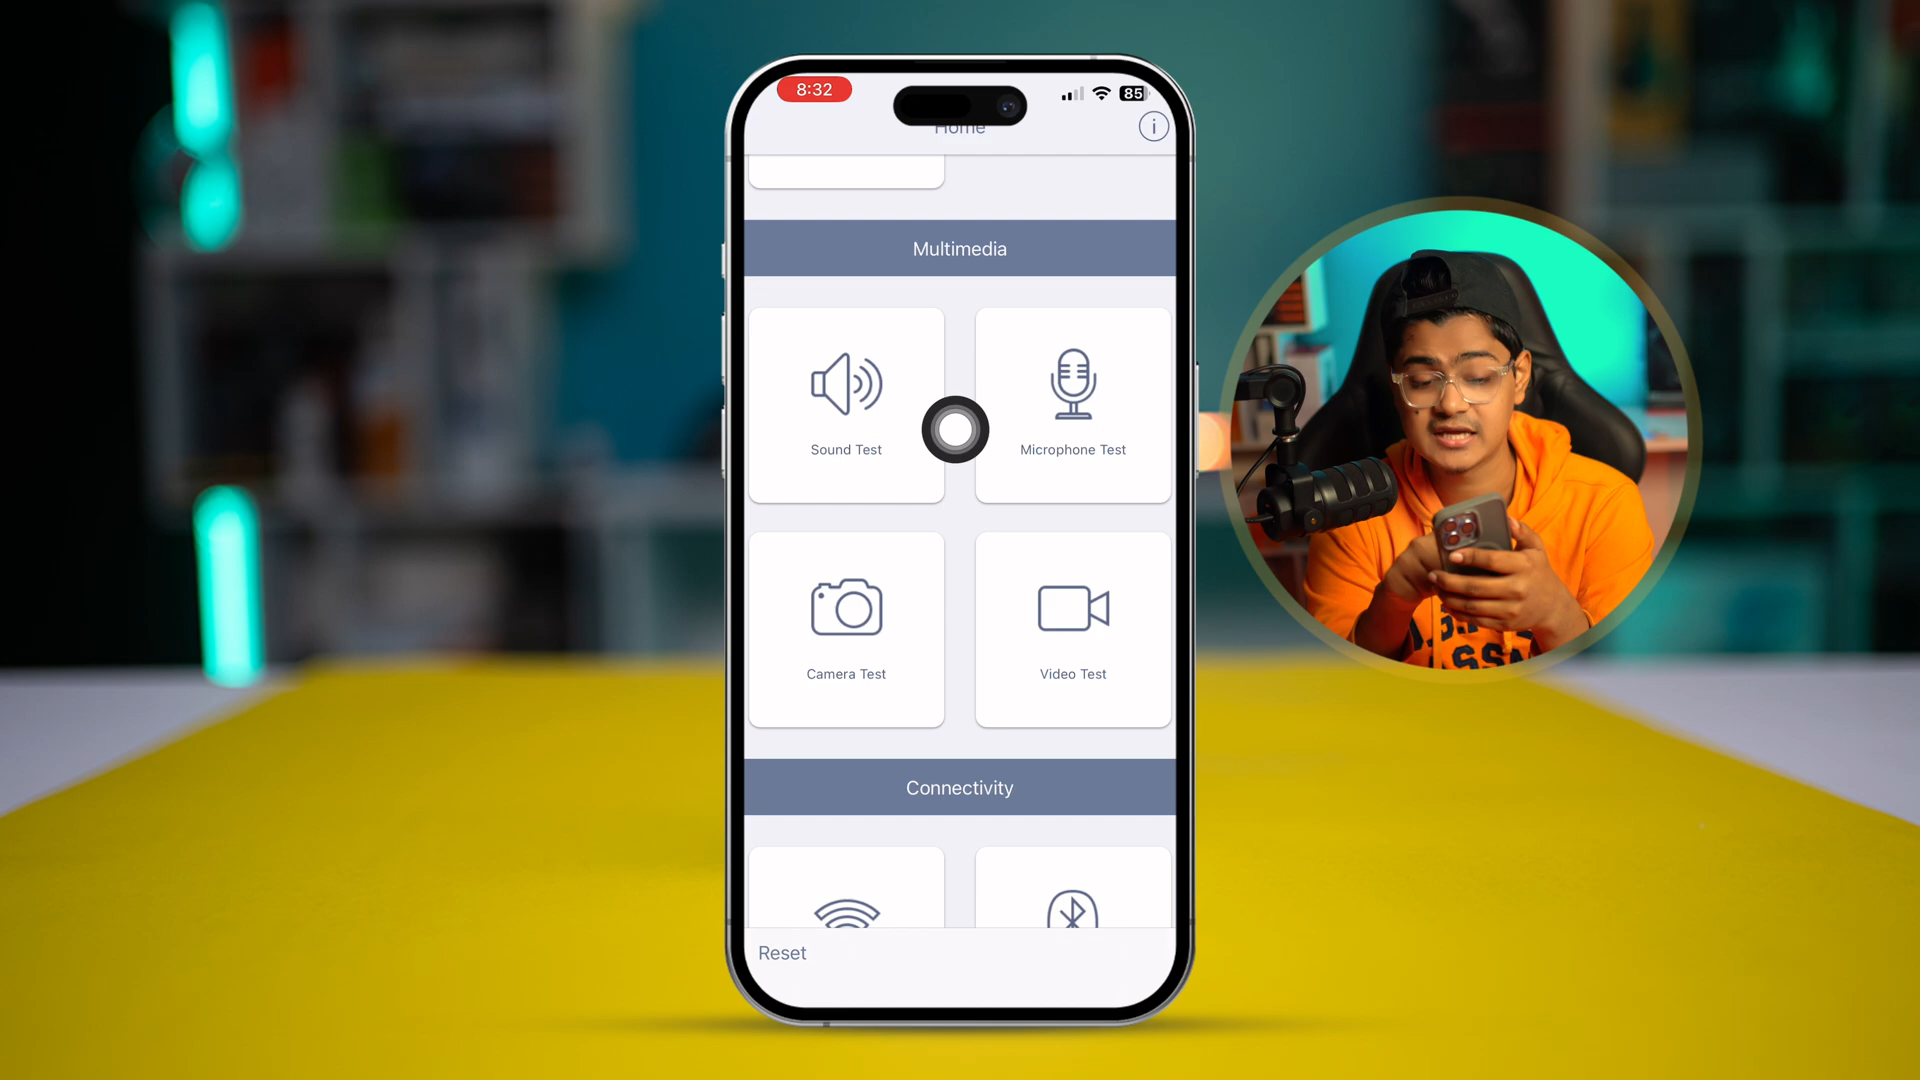 8:32
85
Home
Multimedia
Sound Test
Microphone Test
Camera Test
Video Test
Connectivity
Reset